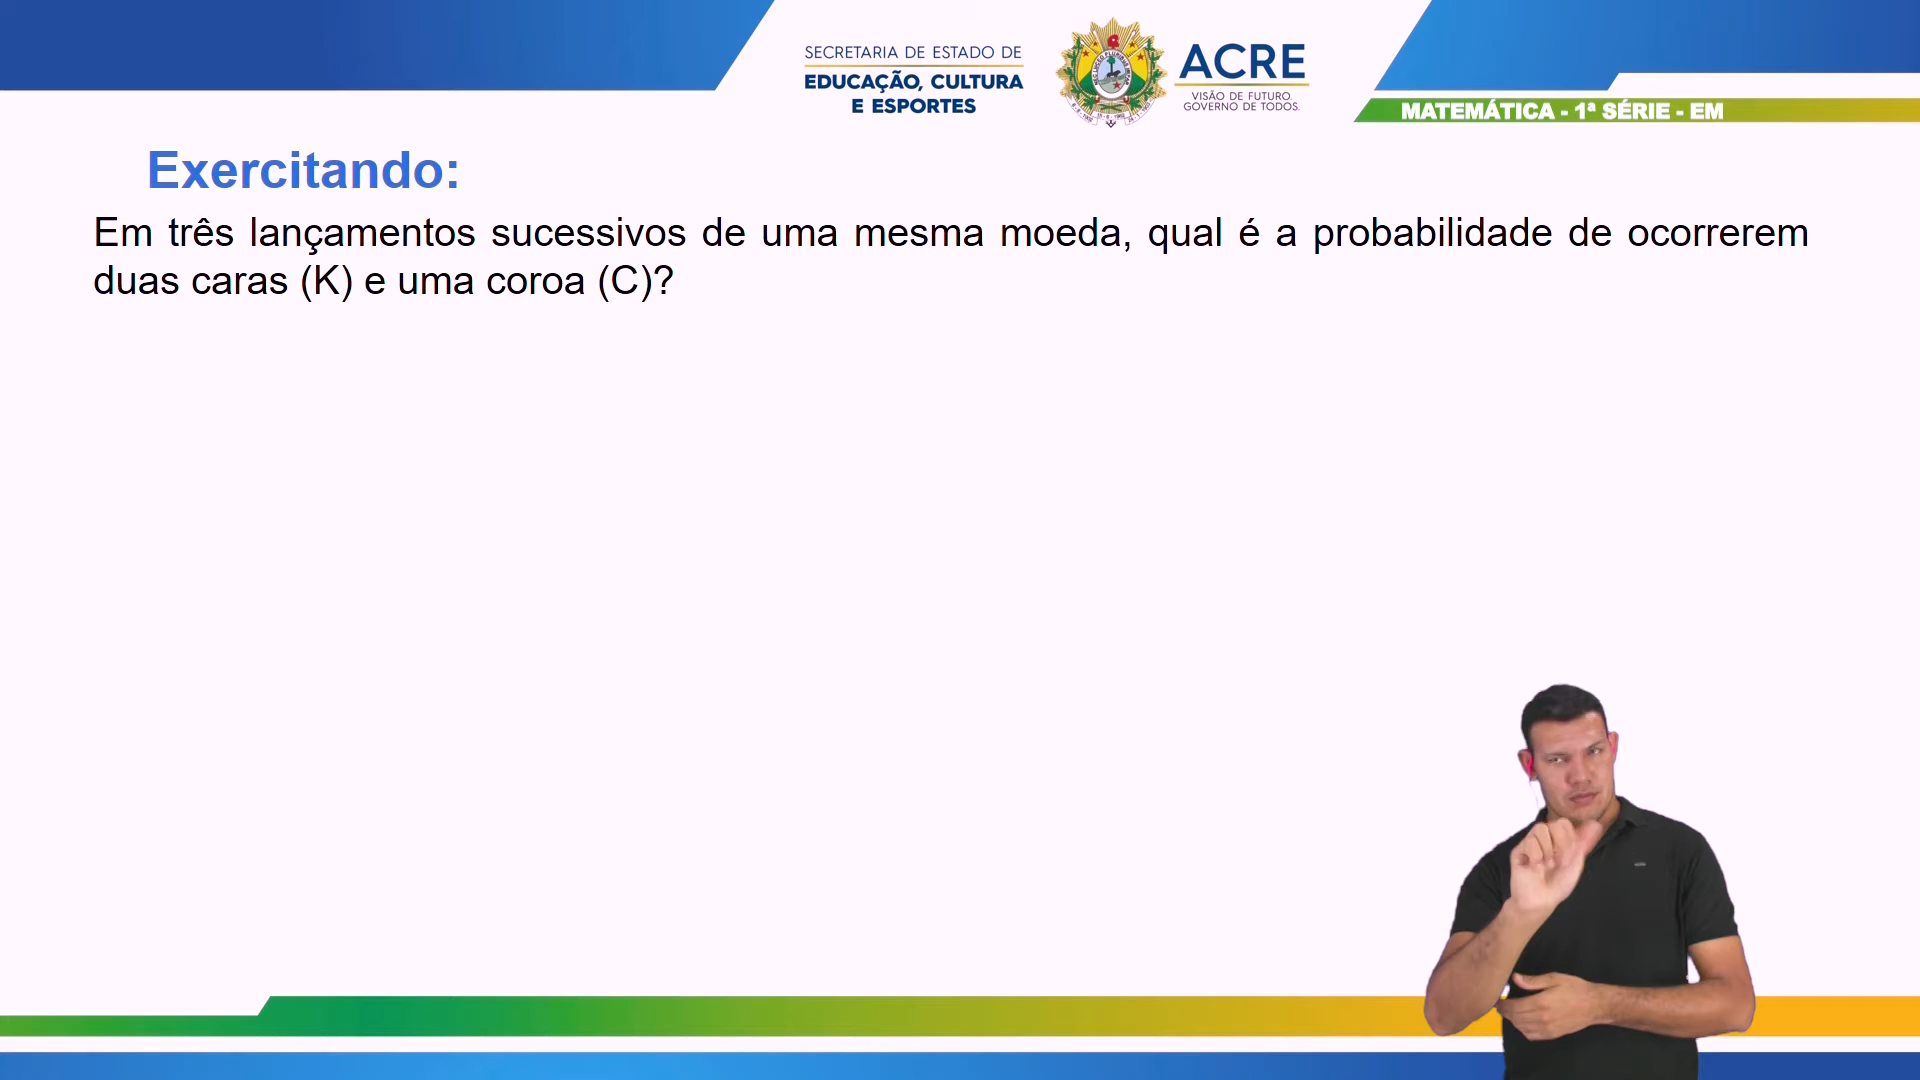 SECRETARIA DE ESTADO DE
EDUCAÇÃO, CULTURA
E ESPORTES
ACRE
VISÃO DE FUTURO.
GOVERNO DE TODOS.
MATEMÁTICA - 1ª SÉRIE - EM
Exercitando:
Em três lançamentos sucessivos de uma mesma moeda, qual é a probabilidade de ocorrerem
duas caras (K) e uma coroa (C)?